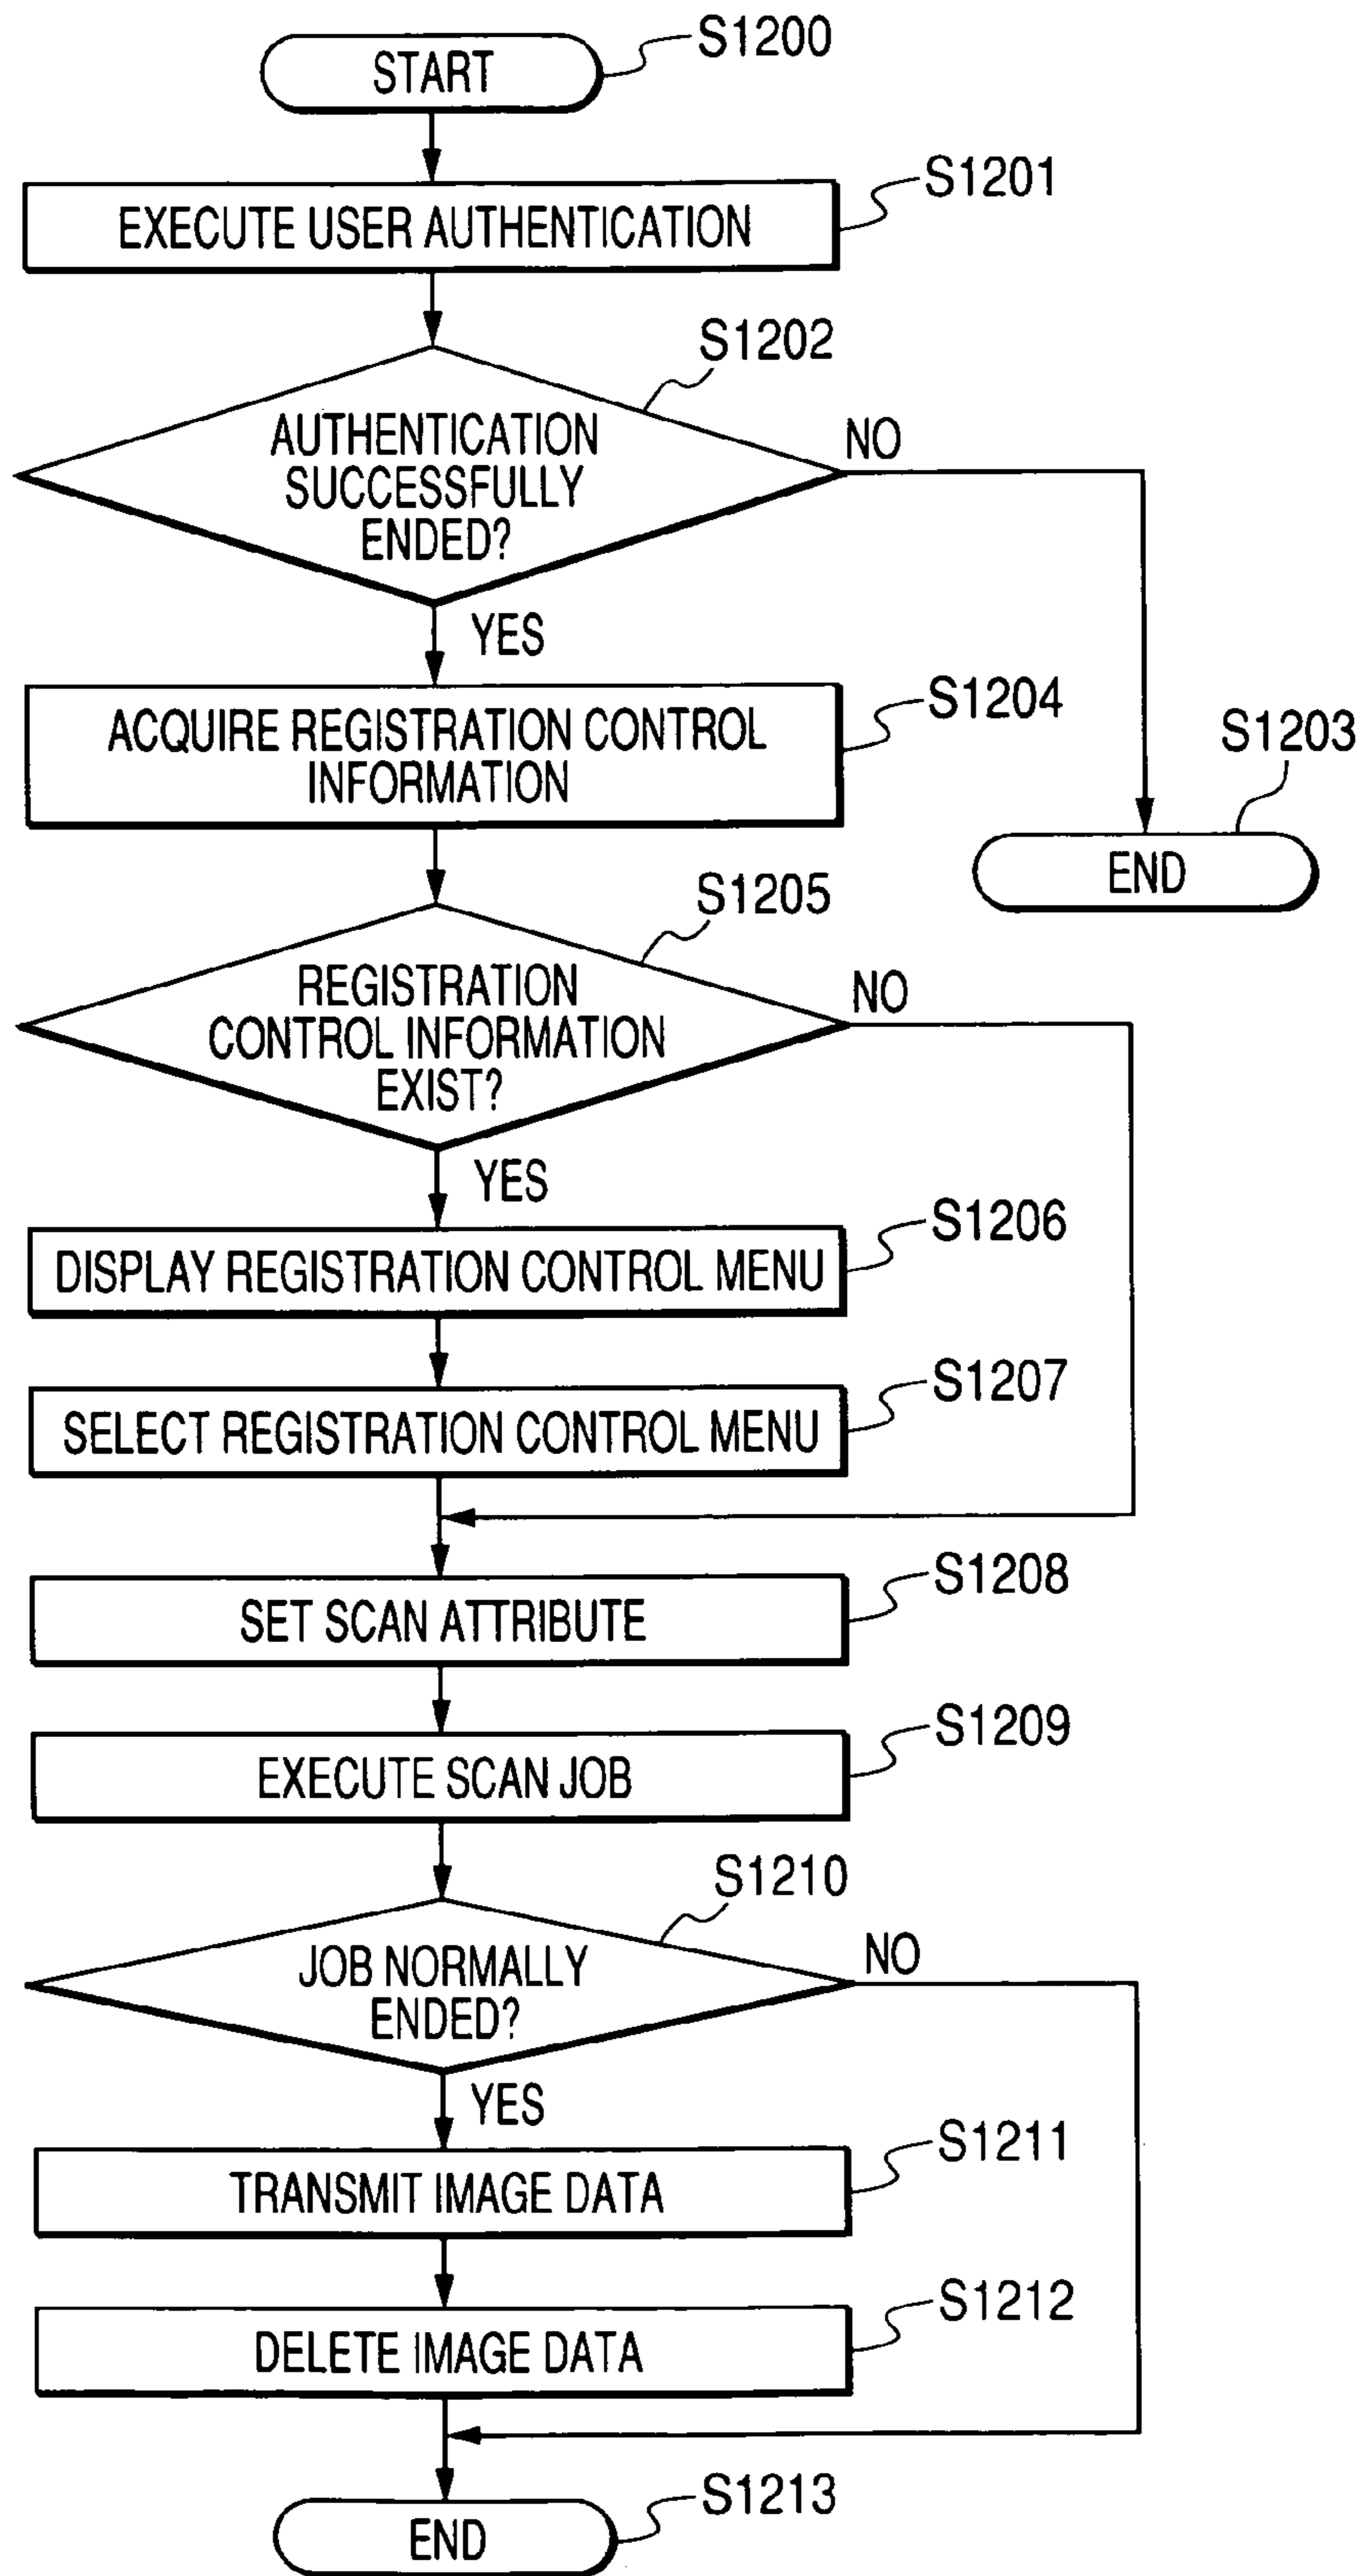 START
S1200
EXECUTE USER AUTHENTICATION
S1201
S1202
AUTHENTICATION
SUCCESSFULLY
ENDED?
NO
YES
ACQUIRE REGISTRATION CONTROL
INFORMATION
S1204
S1203
END
S1205
REGISTRATION
CONTROL INFORMATION
EXIST?
NO
YES
DISPLAY REGISTRATION CONTROL MENU
S1206
SELECT REGISTRATION CONTROL MENU
S1207
SET SCAN ATTRIBUTE
S1208
EXECUTE SCAN JOB
S1209
S1210
JOB NORMALLY
ENDED?
NO
YES
TRANSMIT IMAGE DATA
S1211
DELETE IMAGE DATA
S1212
END
S1213